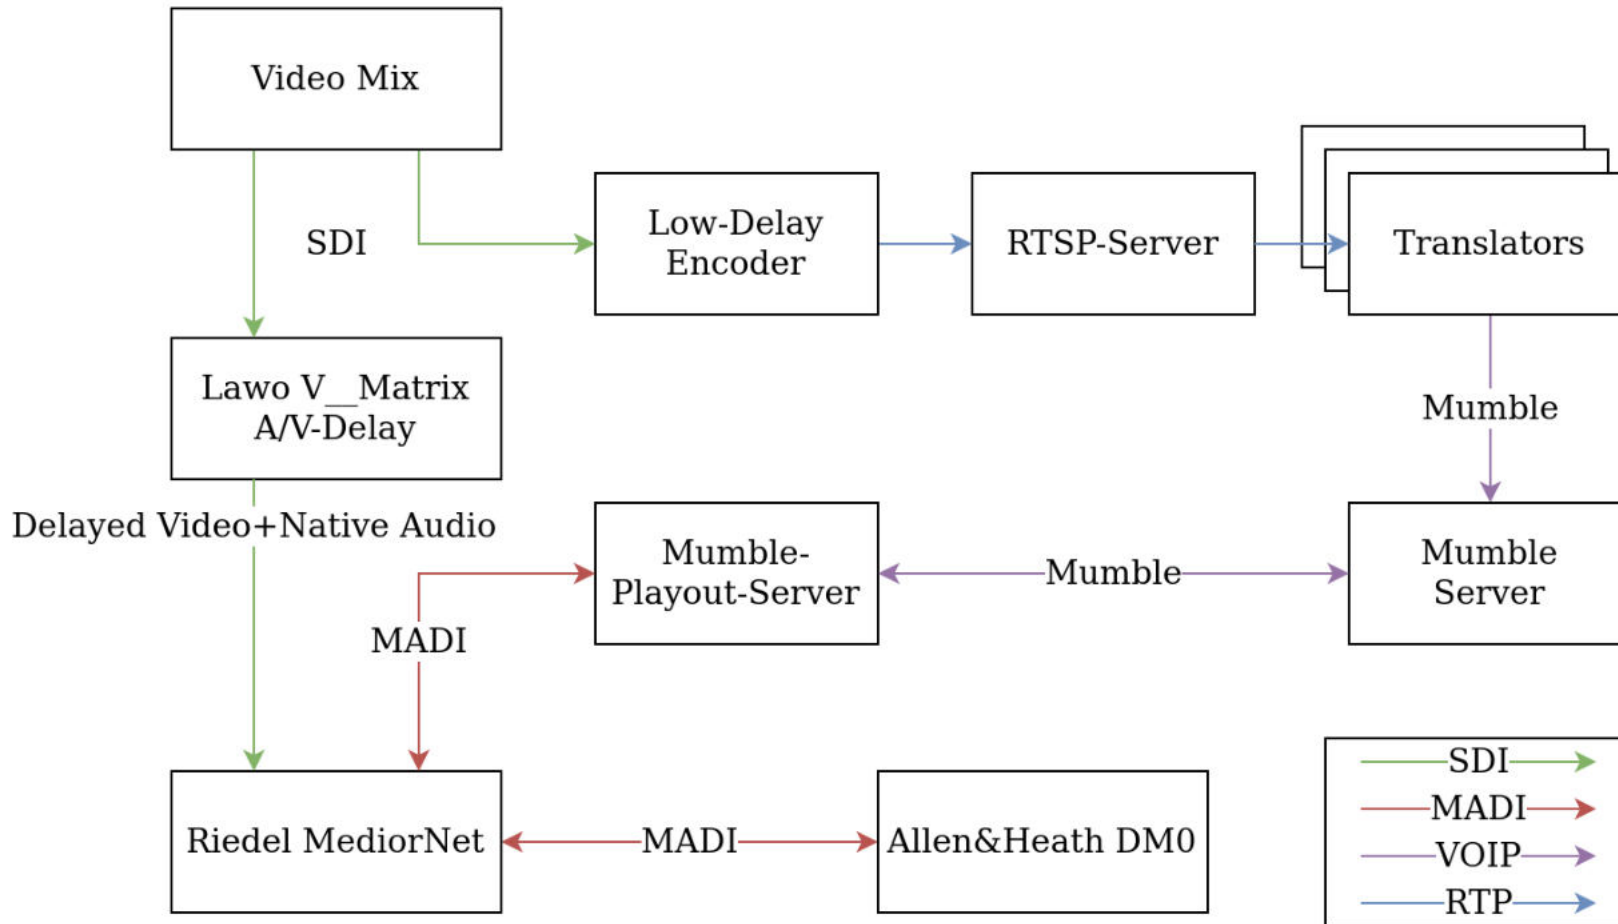 Video Mix
SDI
Low-Delay
Encoder
RTSP-Server
Translators
Lawo V__Matrix
A/V-Delay
Mumble
Delayed Video+Native Audio
Mumble-
Playout-Server
Mumble
Mumble
Server
MADI
Riedel MediorNet
MADI
Allen&Heath DM0
SDI
MADI
VOIP
RTP